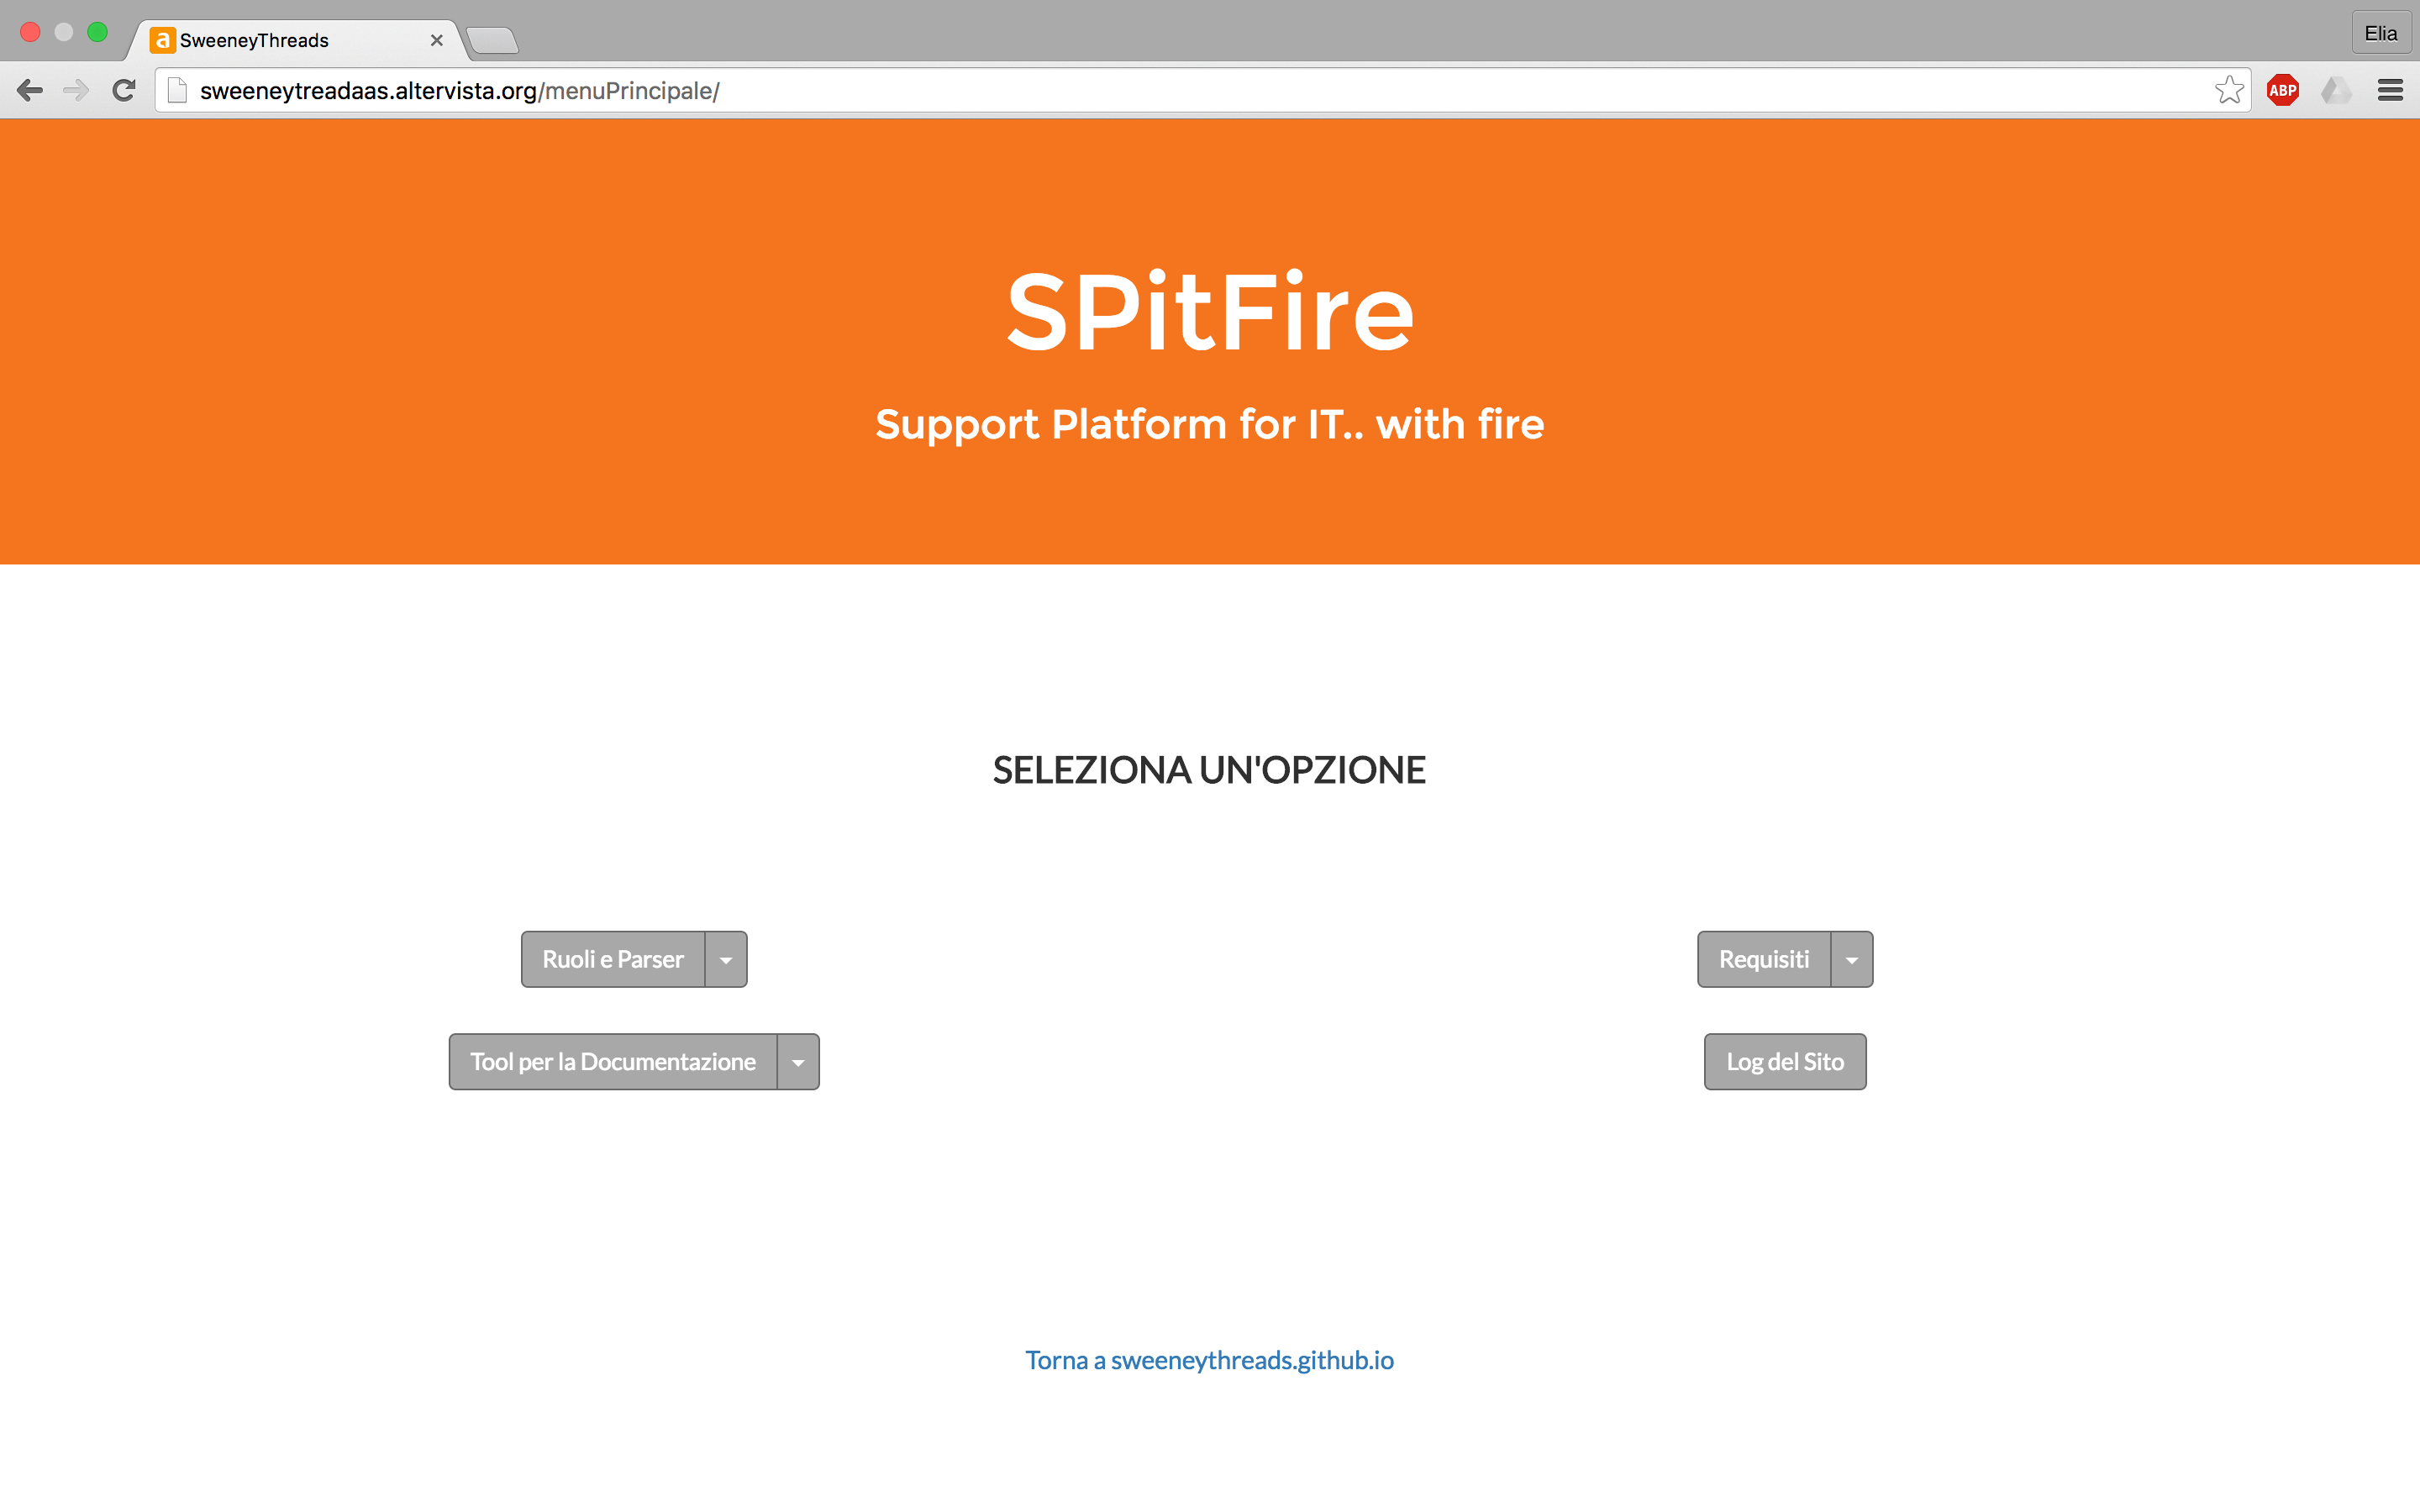 SweeneyThreads
Elia
sweeneytreadaas.altervista.org/menuPrincipale/
ABP
SPitFire
Support Platform for IT.. with fire
SELEZIONA UN'OPZIONE
Ruoli e Parser
Requisiti
Tool per la Documentazione
Log del Sito
Torna a sweeneythreads.github.io